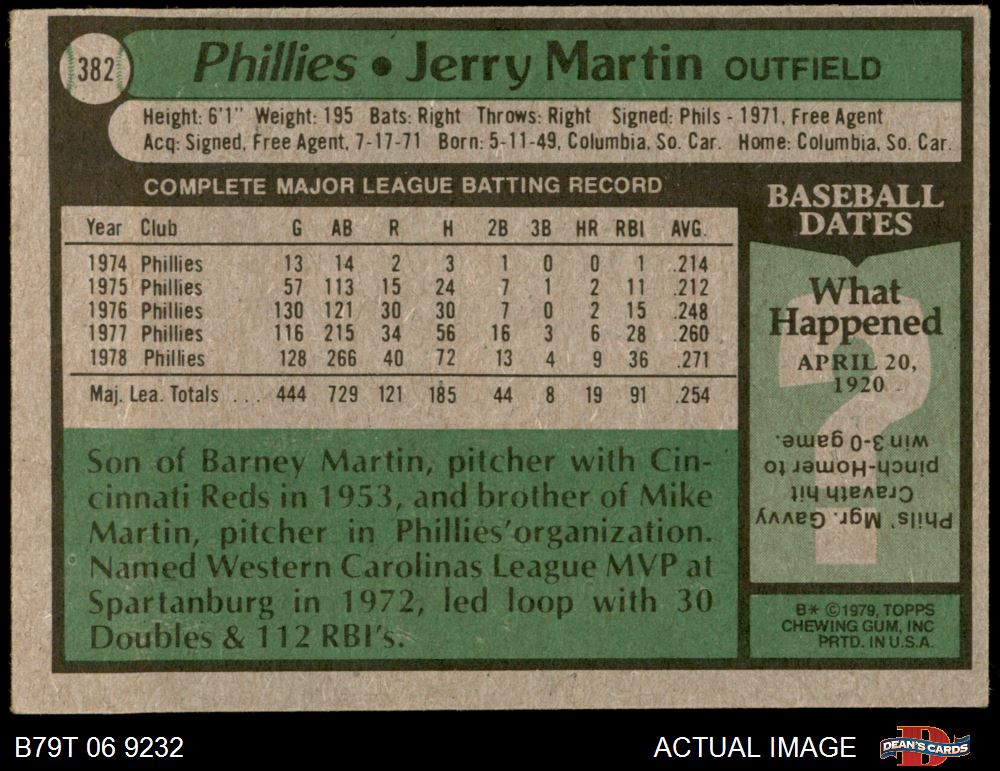 382
Phillies • Jerry Martin OUTFIELD
Height: 6'1" Weight: 195 Bats: Right Throws: Right Signed: Phils - 1971, Free Agent
Acq: Signed, Free Agent, 7-17-71 Born: 5-11-49, Columbia, So. Car. Home: Columbia, So. Car.
COMPLETE MAJOR LEAGUE BATTING RECORD
Year Club G AB R H 2B 3B HR RBI AVG.
1974 Phillies 13 14 2 3 1 0 0 1 .214
1975 Phillies 57 113 15 24 7 1 2 11 .212
1976 Phillies 130 121 30 30 7 0 2 15 .248
1977 Phillies 116 215 34 56 16 3 6 28 .260
1978 Phillies 128 266 40 72 13 4 9 36 .271
Maj. Lea. Totals . . . 444 729 121 185 44 8 19 91 .254
Son of Barney Martin, pitcher with Cin-
cinnati Reds in 1953, and brother of Mike
Martin, pitcher in Phillies' organization.
Named Western Carolinas League MVP at
Spartanburg in 1972, led loop with 30
Doubles & 112 RBI's.
BASEBALL
DATES
What
Happened
APRIL 20,
1920
?
Phils' Mgr. Gavvy
Cravath hit
pinch-Homer to
win 3-0 game.
B* ©1979, TOPPS
CHEWING GUM, INC
PRTD. IN U.S.A.
B79T 06 9232
ACTUAL IMAGE
D
DEAN'S CARDS